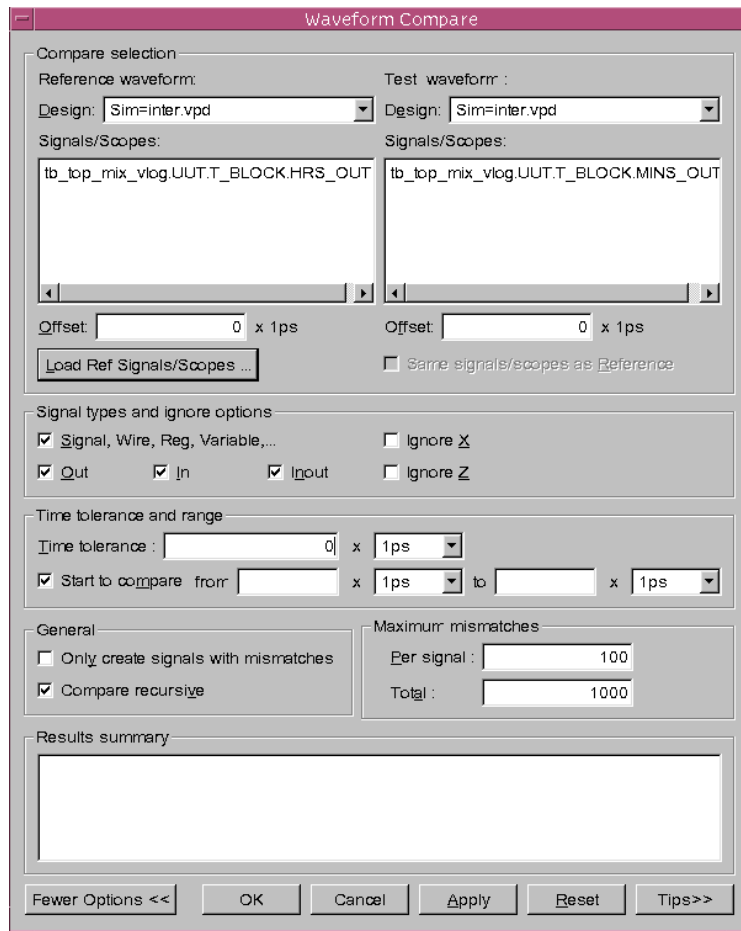 Waveform Compare
Compare selection
Reference waveform:
Design: Sim=inter.vpd
Signals/Scopes:
tb_top_mix_vlog.UUT.T_BLOCK.HRS_OUT
Offset: 0 x 1ps
Load Ref Signals/Scopes ...
Test waveform :
Design: Sim=inter.vpd
Signals/Scopes:
tb_top_mix_vlog.UUT.T_BLOCK.MINS_OUT
Offset: 0 x 1ps
Same signals/scopes as Reference
Signal types and ignore options
Signal, Wire, Reg, Variable,... Ignore X
Out In Inout Ignore Z
Time tolerance and range
Time tolerance : 0 x 1ps
Start to compare from x 1ps to x 1ps
General
Only create signals with mismatches
Compare recursive
Maximum mismatches
Per signal : 100
Total : 1000
Results summary
Fewer Options << OK Cancel Apply Reset Tips>>